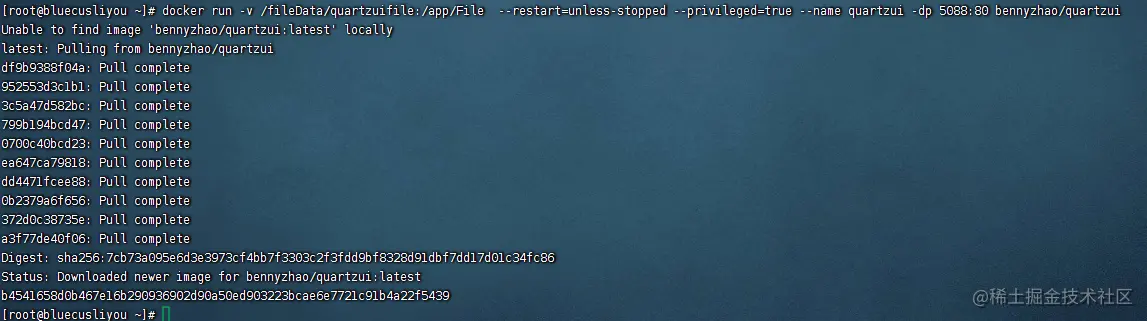 [root@bluecusliyou ~]# docker run -v /fileData/quartzuifile:/app/File  --restart=unless-stopped --privileged=true --name quartzui -dp 5088:80 bennyzhao/quartzui
Unable to find image 'bennyzhao/quartzui:latest' locally
latest: Pulling from bennyzhao/quartzui
df9b9388f04a: Pull complete
952553d3c1b1: Pull complete
3c5a47d582bc: Pull complete
799b194bcd47: Pull complete
0700c40bcd23: Pull complete
ea647ca79818: Pull complete
dd4471fcee88: Pull complete
0b2379a6f656: Pull complete
372d0c38735e: Pull complete
a3f77de40f06: Pull complete
Digest: sha256:7cb73a095e6d3e3973cf4bb7f3303c2f3fdd9bf8328d91dbf7dd17d01c34fc86
Status: Downloaded newer image for bennyzhao/quartzui:latest
b4541658d0b467e16b290936902d90a50ed903223bcae6e7721c91b4a22f5439
[root@bluecusliyou ~]#
@稀土掘金技术社区